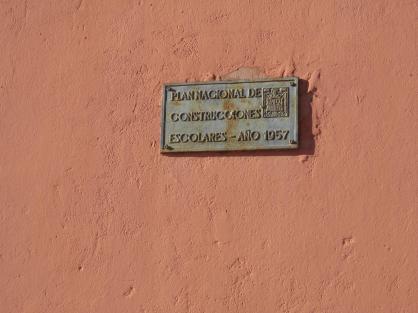 PLAN NACIONAL DE
CONSTRUCCIONES
ESCOLARES - AÑO 1957